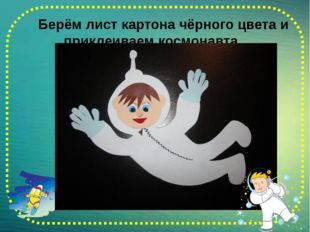 Берём лист картона чёрного цвета и
приклеиваем космонавта